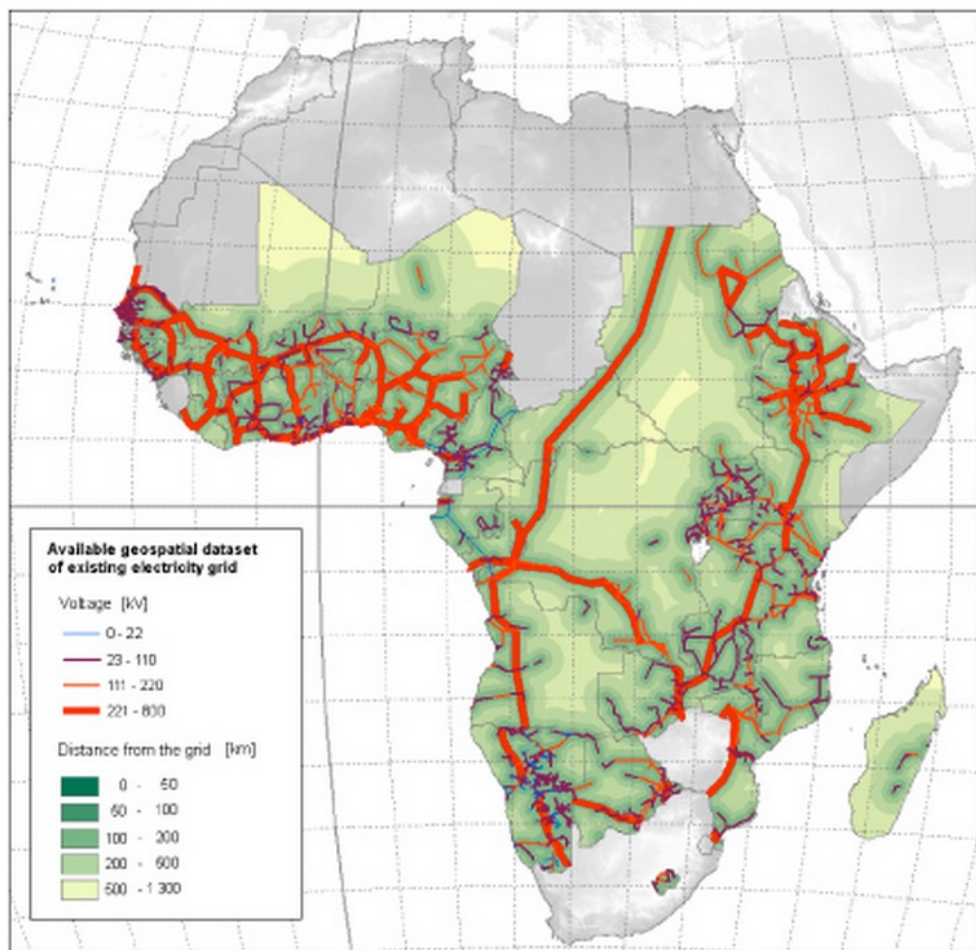 Available geospatial dataset
of existing electricity grid
Voltage [kV]
0 - 22
23 - 110
111 - 220
221 - 800
Distance from the grid [km]
0 - 50
50 - 100
100 - 200
200 - 500
500 - 1 300